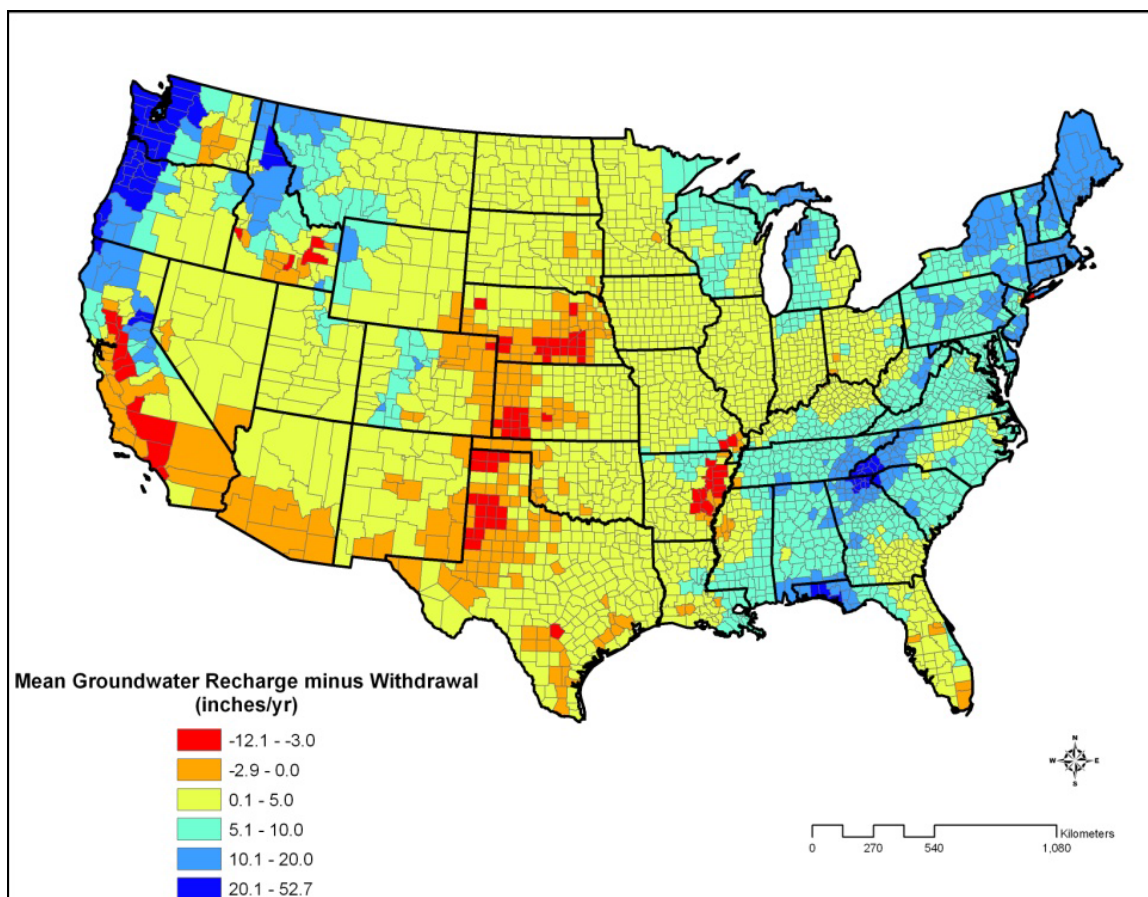 Mean Groundwater Recharge minus Withdrawal
(inches/yr)
-12.1 - -3.0
-2.9 - 0.0
0.1 - 5.0
5.1 - 10.0
10.1 - 20.0
20.1 - 52.7
N
W E
S
Kilometers
0 270 540 1,080